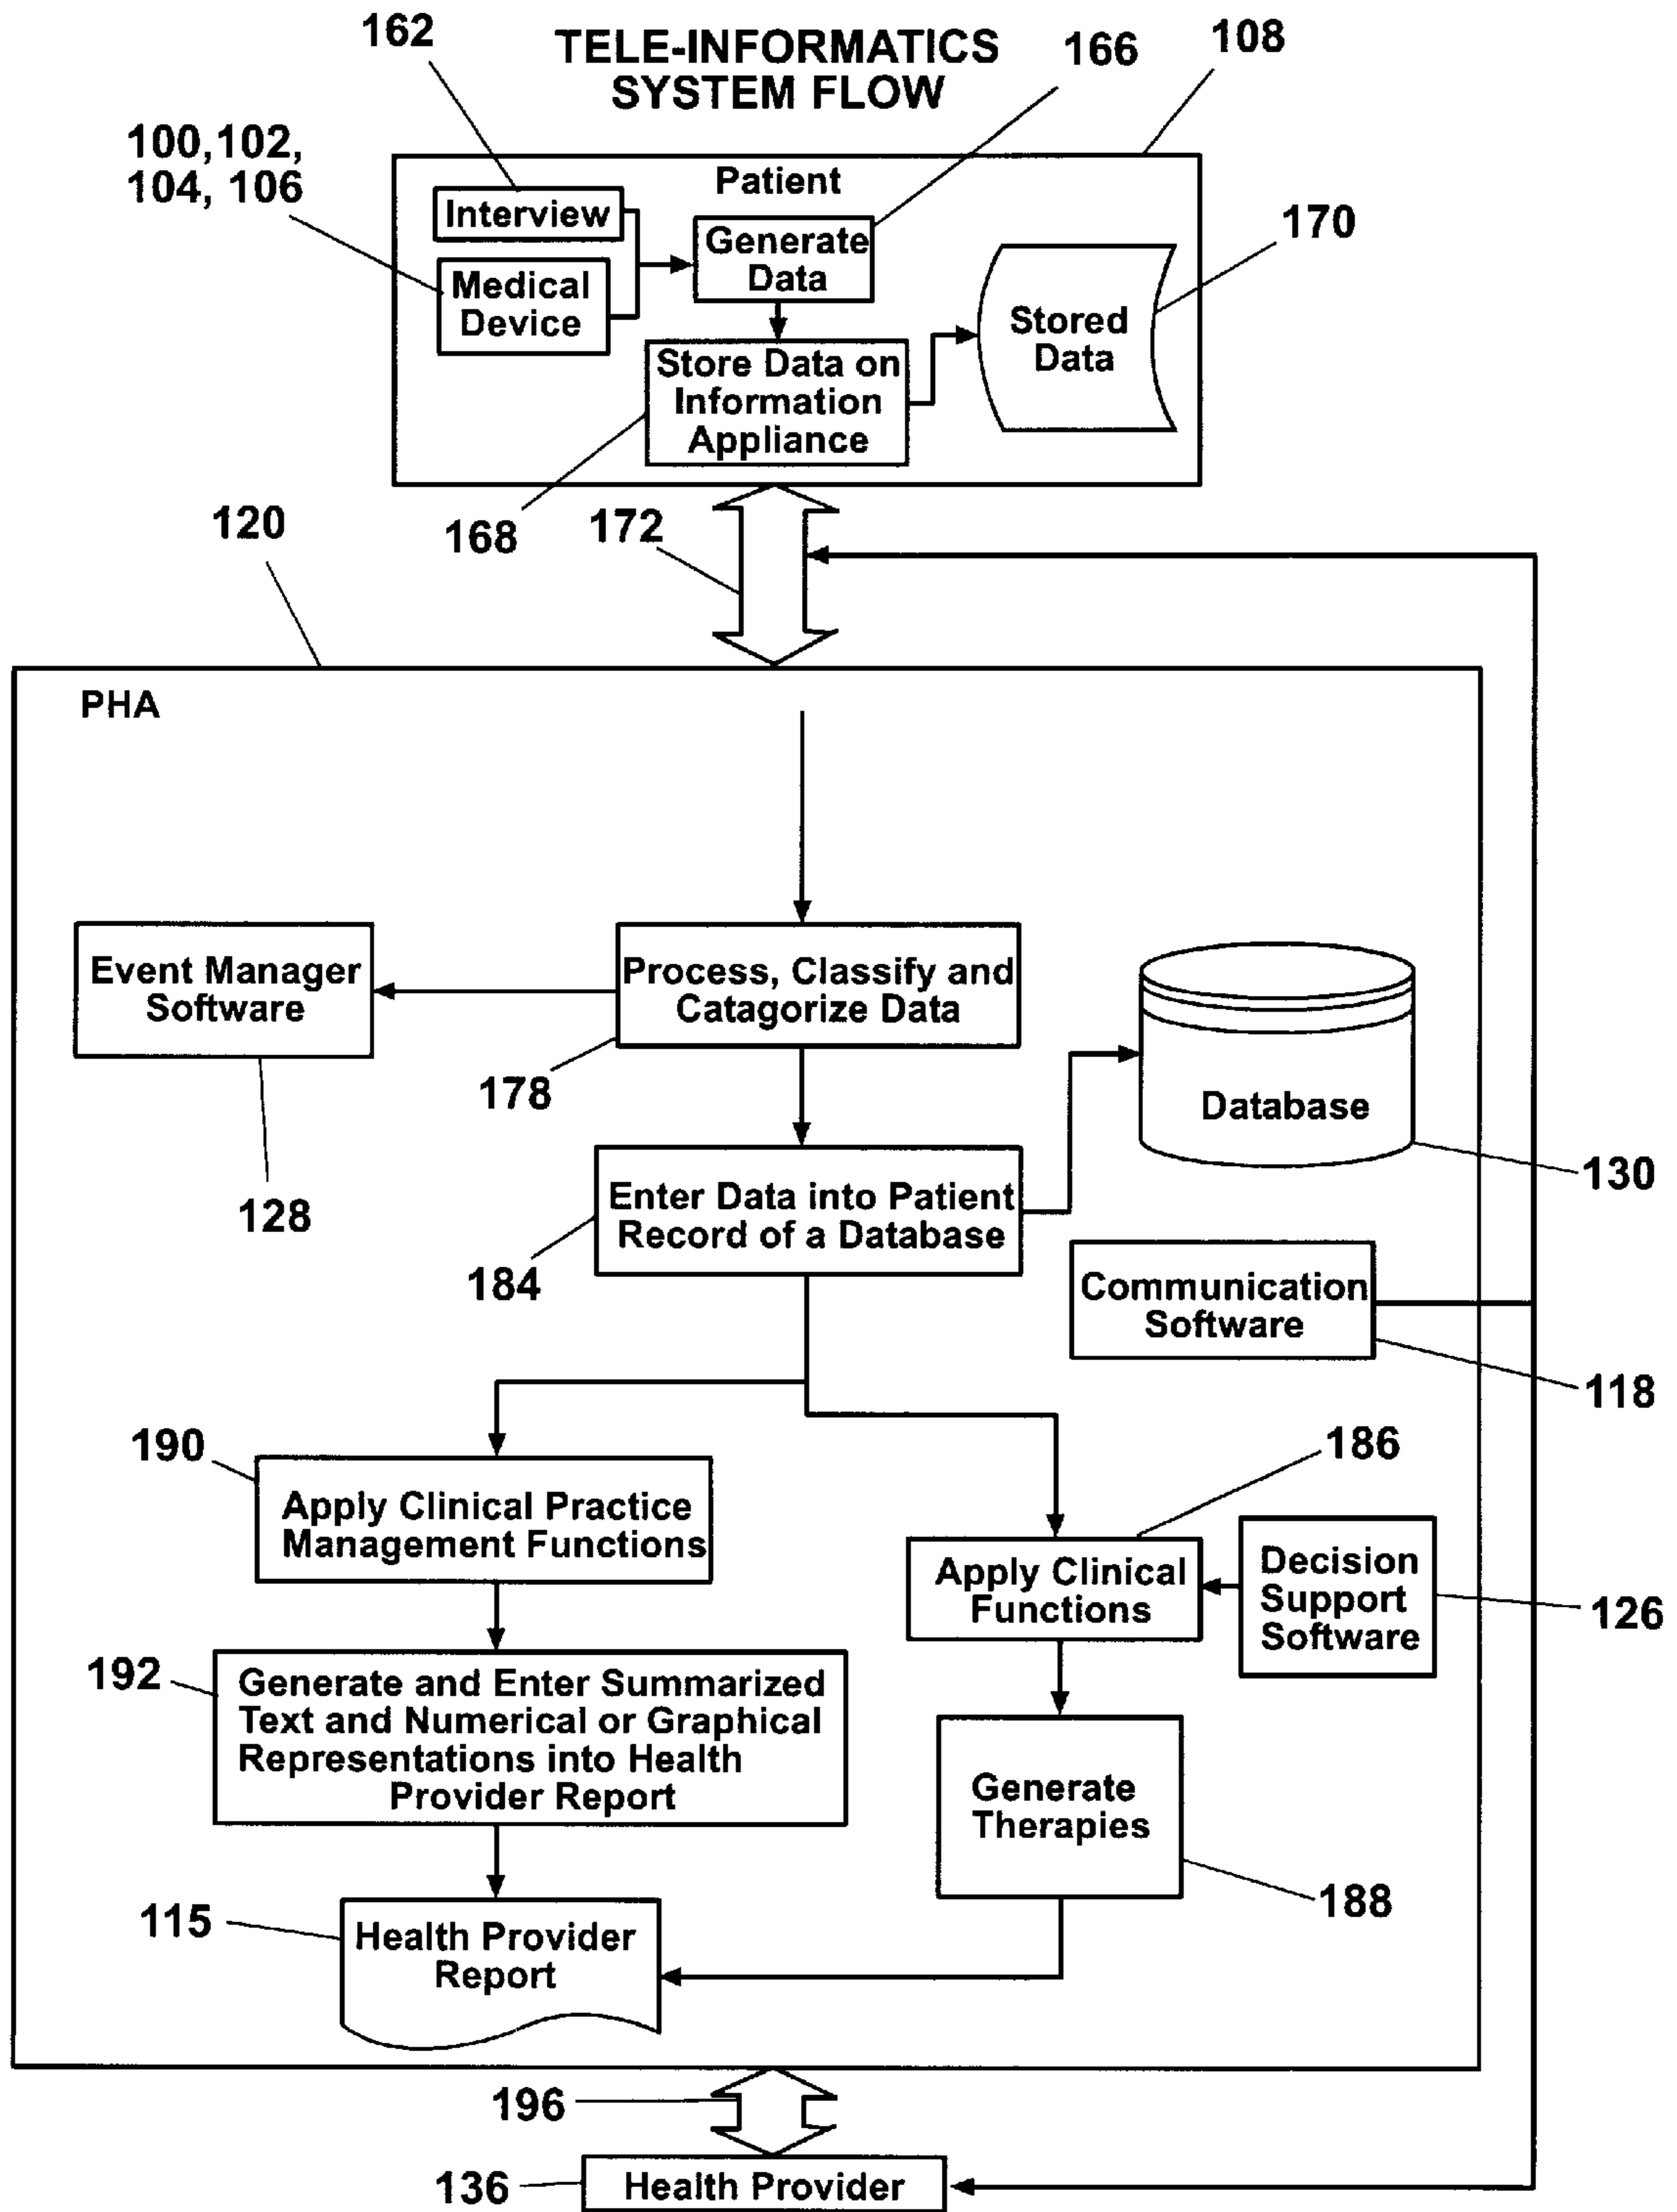 162
TELE-INFORMATICS
SYSTEM FLOW
166
108
100,102,
104, 106
Patient
Interview
Medical
Device
Generate
Data
170
Stored
Data
Store Data on
Information
Appliance
168
172
120
PHA
Event Manager
Software
Process, Classify and
Catagorize Data
178
Database
130
128
Enter Data into Patient
Record of a Database
184
Communication
Software
118
190
Apply Clinical Practice
Management Functions
186
Apply Clinical
Functions
Decision
Support
Software
126
192
Generate and Enter Summarized
Text and Numerical or Graphical
Representations into Health
Provider Report
Generate
Therapies
188
115
Health Provider
Report
196
136
Health Provider